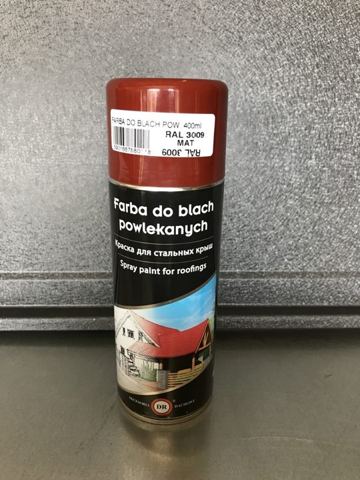 FARBA DO BLACH POW. 400ml
RAL 3009
MAT
RAL 3009
Farba do blach
powlekanych
Краска для стальных крыш
Spray paint for roofings
DR